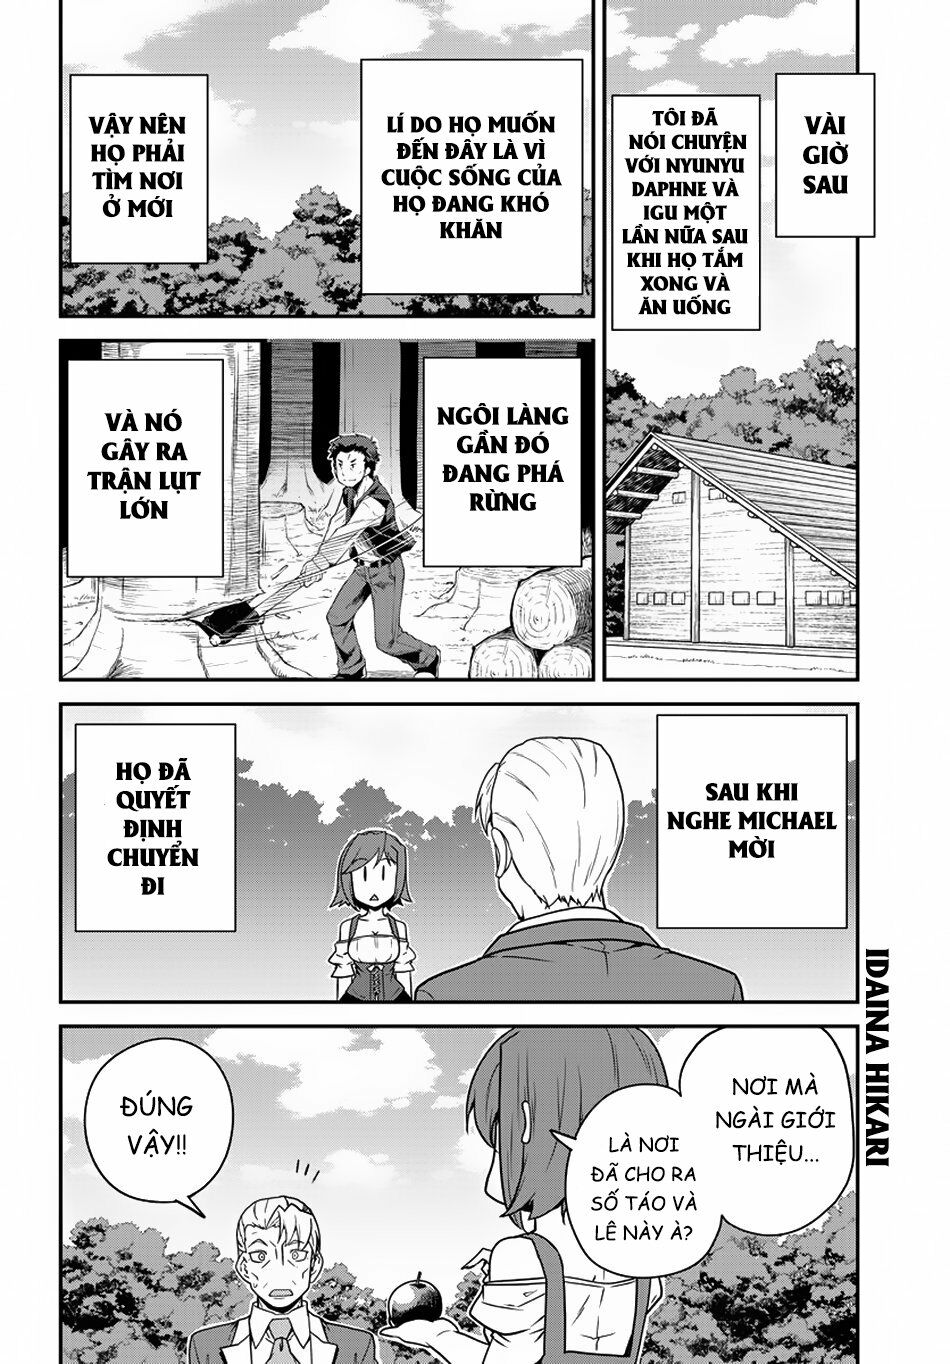 VÀI
GIỜ
SAU
TÔI ĐÃ
NÓI CHUYỆN
VỚI NYUNYU
DAPHNE VÀ
IGU MỘT
LẦN NỮA SAU
KHI HỌ TẮM
XONG VÀ
ĂN UỐNG
LÍ DO HỌ MUỐN
ĐẾN ĐÂY LÀ VÌ
CUỘC SỐNG CỦA
HỌ ĐANG KHÓ
KHĂN
VẬY NÊN
HỌ PHẢI
TÌM NƠI
Ở MỚI
NGÔI LÀNG
GẦN ĐÓ
ĐANG PHÁ
RỪNG
VÀ NÓ
GÂY RA
TRẬN LỤT
LỚN
SAU KHI
NGHE MICHAEL
MỜI
HỌ ĐÃ
QUYẾT
ĐỊNH
CHUYỂN
ĐI
NƠI MÀ
NGÀI GIỚI
THIỆU...
LÀ NƠI
ĐÃ CHO RA
SỐ TÁO VÀ
LÊ NÀY À?
ĐÚNG
VẬY!!
IDAINA HIKARI